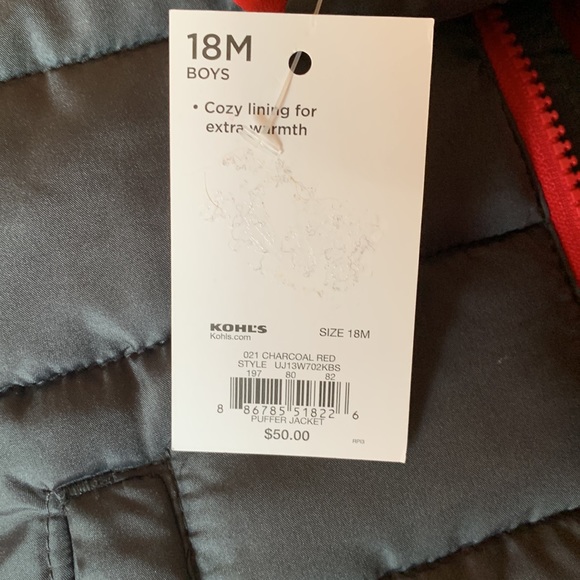 18M
BOYS
• Cozy lining for
extra warmth
KOHL'S
Kohls.com
SIZE 18M
021 CHARCOAL RED
STYLE UJ13W702KBS
197 80 82
8 86785 51822 6
PUFFER JACKET
$50.00